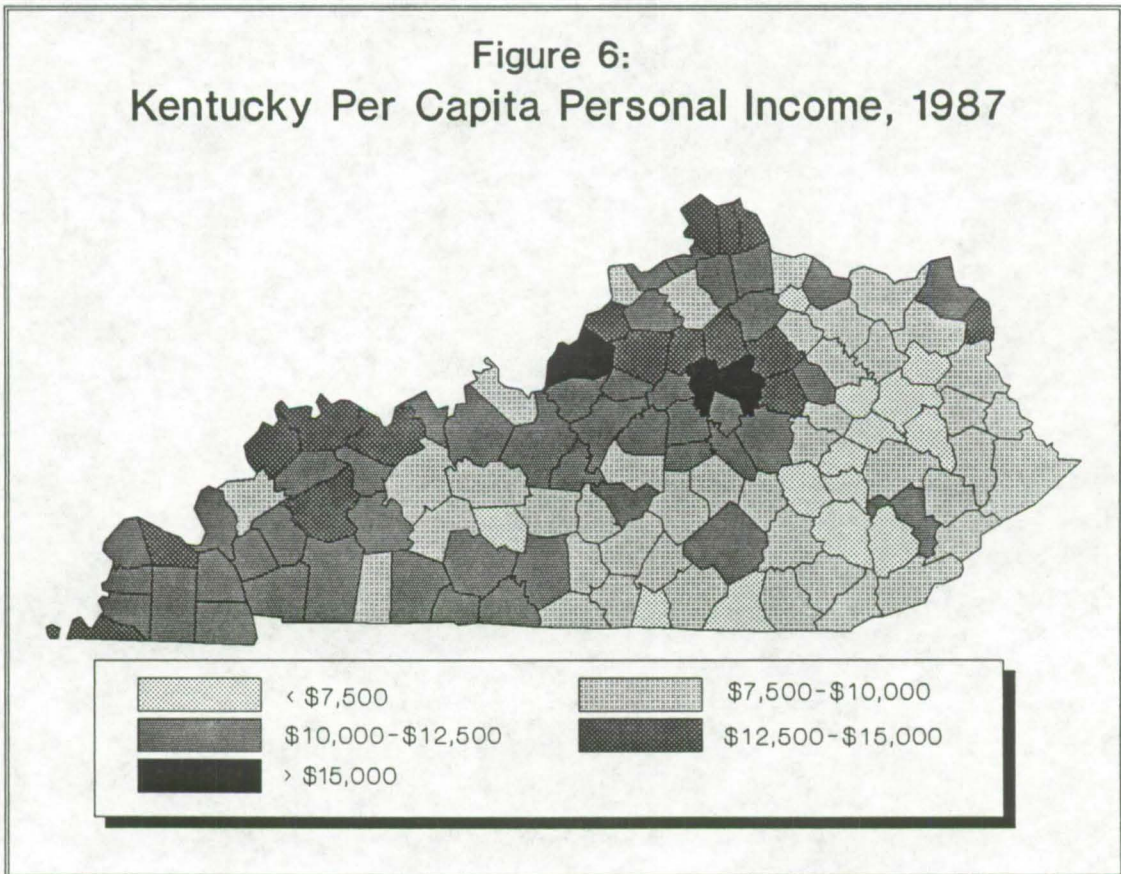 Figure 6:
Kentucky Per Capita Personal Income, 1987
< $7,500
$7,500-$10,000
$10,000-$12,500
$12,500-$15,000
> $15,000